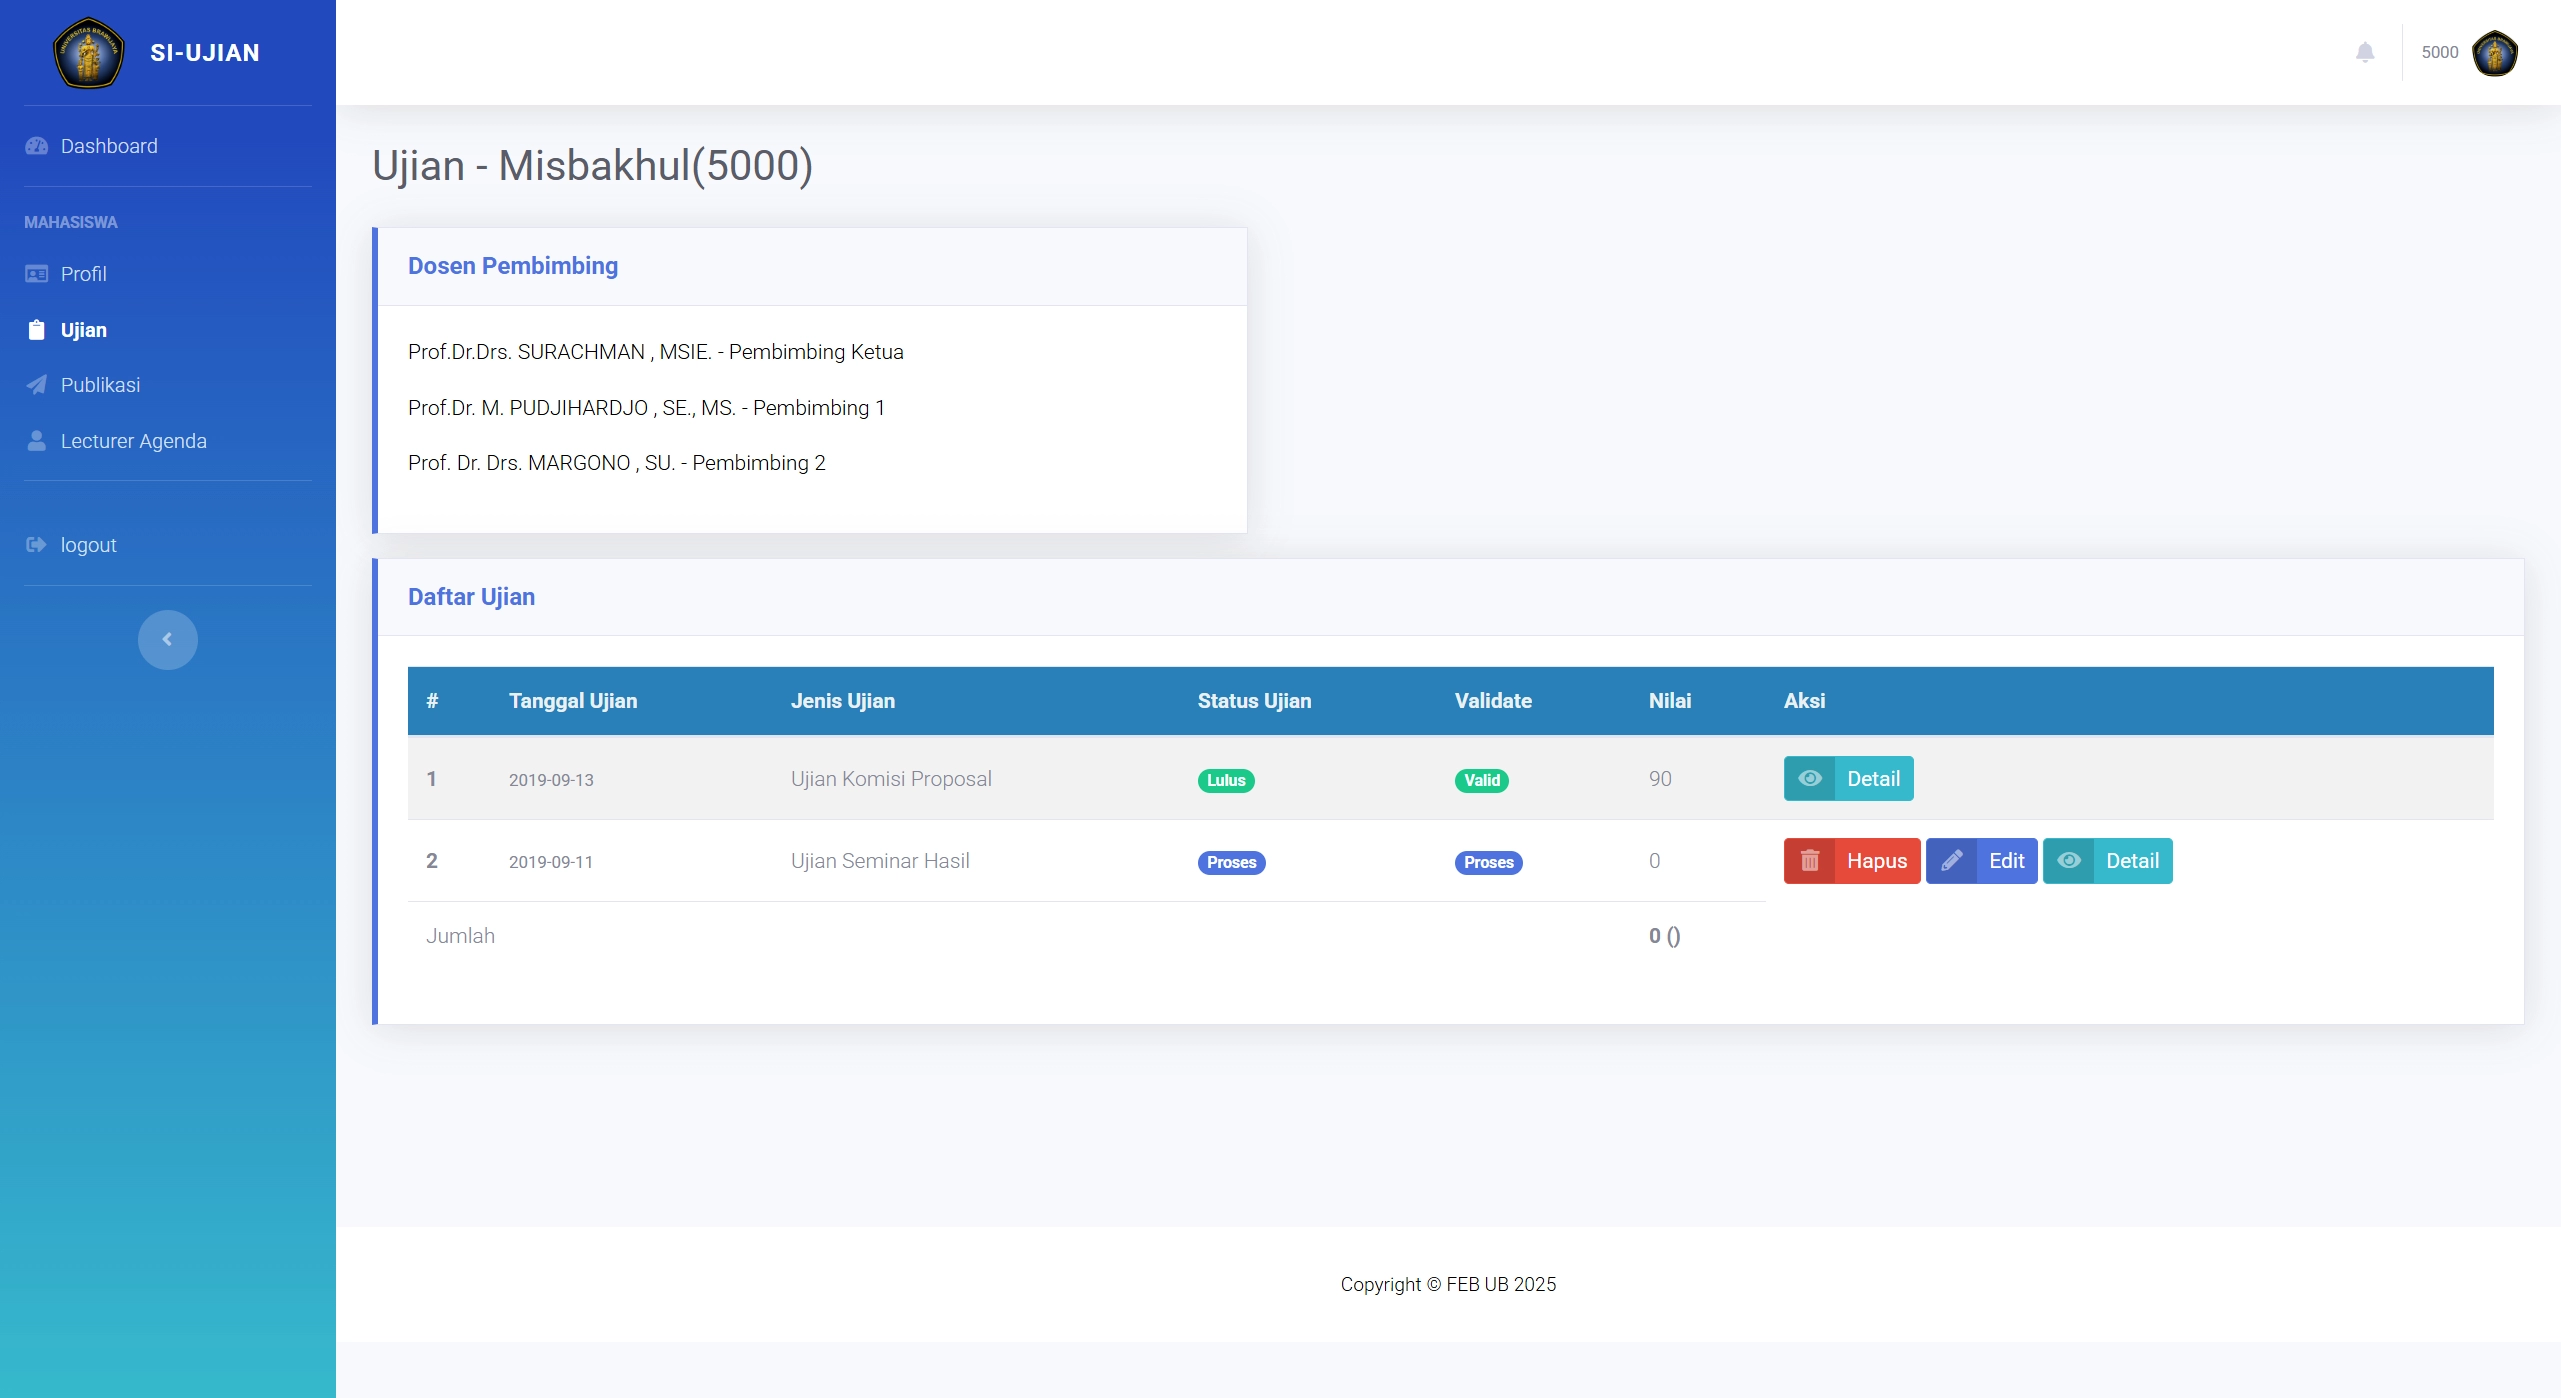 SI-UJIAN
5000
Dashboard
MAHASISWA
Profil
Ujian
Publikasi
Lecturer Agenda
logout
Ujian - Misbakhul(5000)
Dosen Pembimbing
Prof.Dr.Drs. SURACHMAN , MSIE. - Pembimbing Ketua
Prof.Dr. M. PUDJIHARDJO , SE., MS. - Pembimbing 1
Prof. Dr. Drs. MARGONO , SU. - Pembimbing 2
Daftar Ujian
# Tanggal Ujian Jenis Ujian Status Ujian Validate Nilai Aksi
1 2019-09-13 Ujian Komisi Proposal Lulus Valid 90 Detail
2 2019-09-11 Ujian Seminar Hasil Proses Proses 0 Hapus Edit Detail
Jumlah 0 ()
Copyright © FEB UB 2025